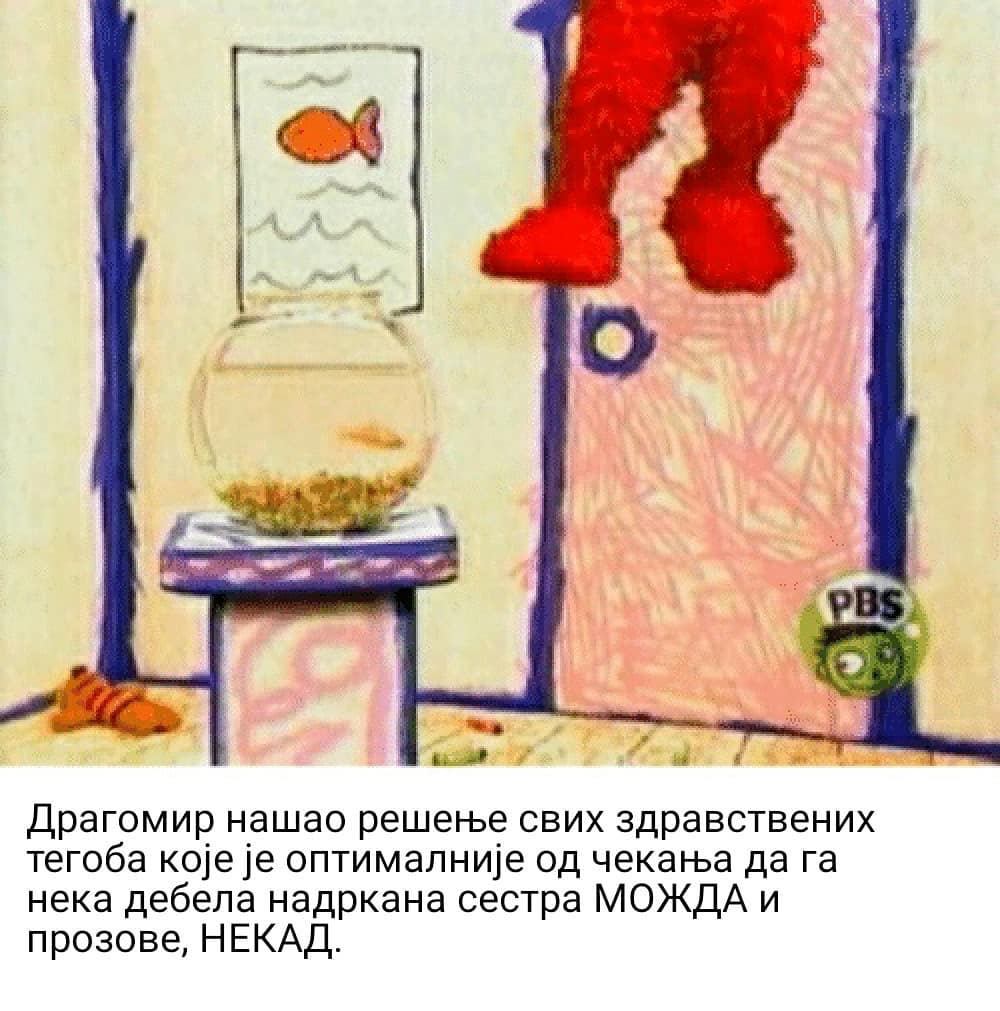 PBS
Драгомир нашао решење свих здравствених
тегоба које је оптималније од чекања да га
нека дебела надркана сестра МОЖДА и
прозове, НЕКАД.